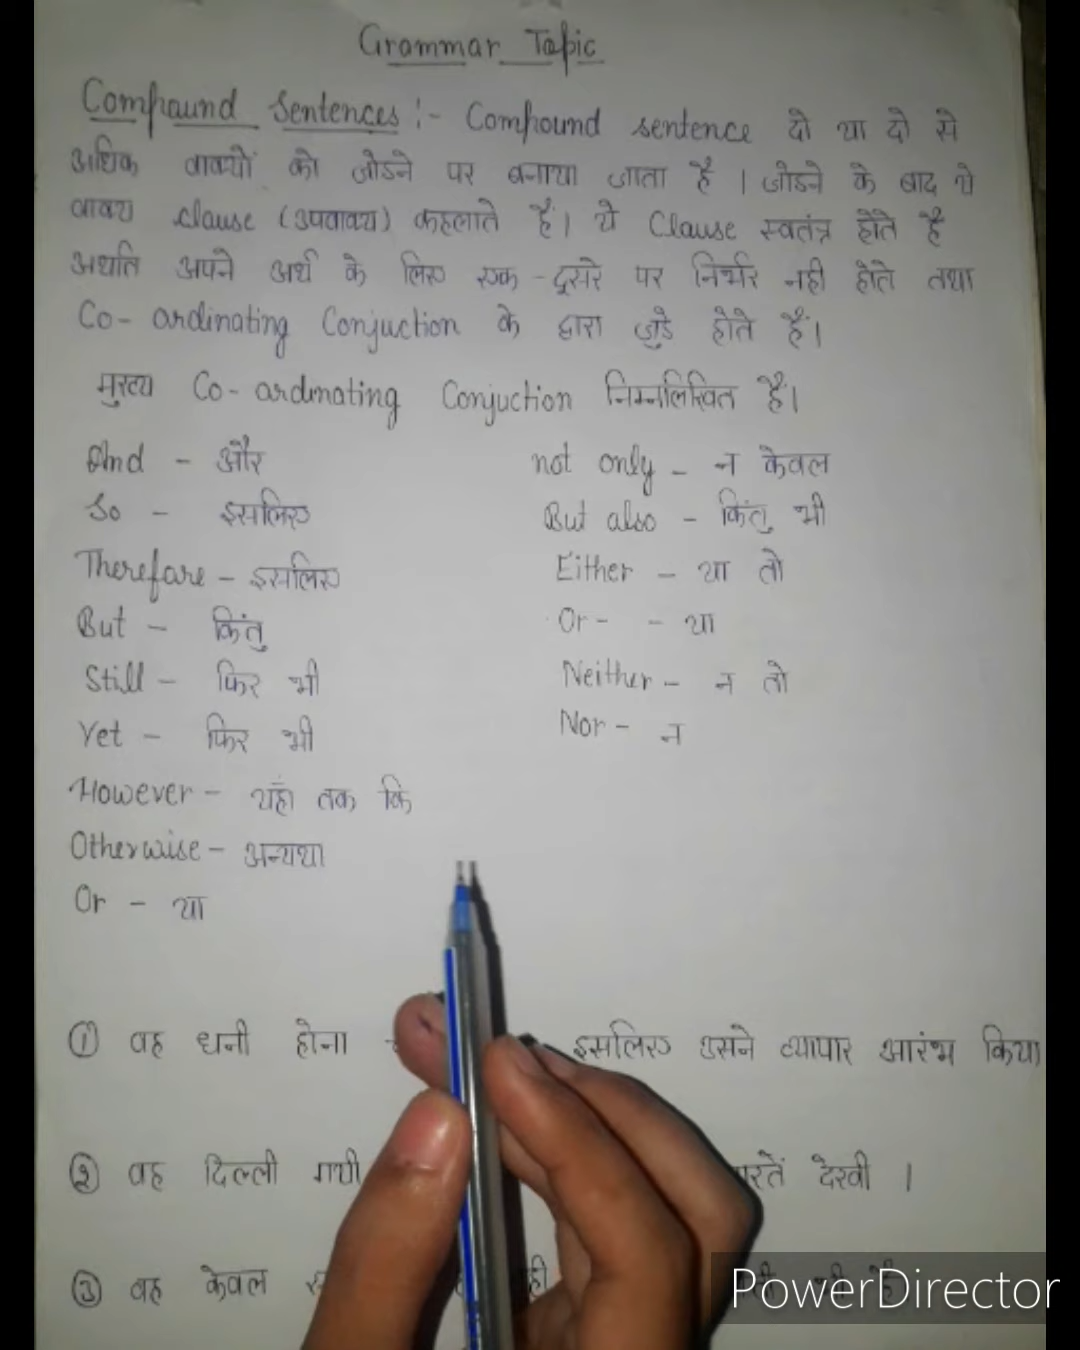 Grammar Topic
Compound Sentences :- Compound sentence दो या दो से
अधिक वाक्यों को जोडने पर बनाया जाता है । जोडने के बाद ये
वाक्य clause (उपवाक्य) कहलाते है। ये Clause स्वतंत्र होते है
अर्थात अपने अर्थ के लिए एक - दूसरे पर निर्भर नही होते तथा
Co- ordinating Conjuction के द्वारा जुडे होते हैं।
मुख्य Co- ordinating Conjuction निम्नलिखित हैं।
And - और not only - न केवल
So - इसलिए But also - किंतु भी
Therefore - इसलिए Either - या तो
But - किंतु Or - - या
Still - फिर भी Neither - न तो
Yet - फिर भी Nor - न
However - यहाँ तक कि
Otherwise - अन्यथा
Or - या
① वह धनी होना इसलिए उसने व्यापार आरंभ किया
② वह दिल्ली गयी देखी ।
③ वह केवल
PowerDirector